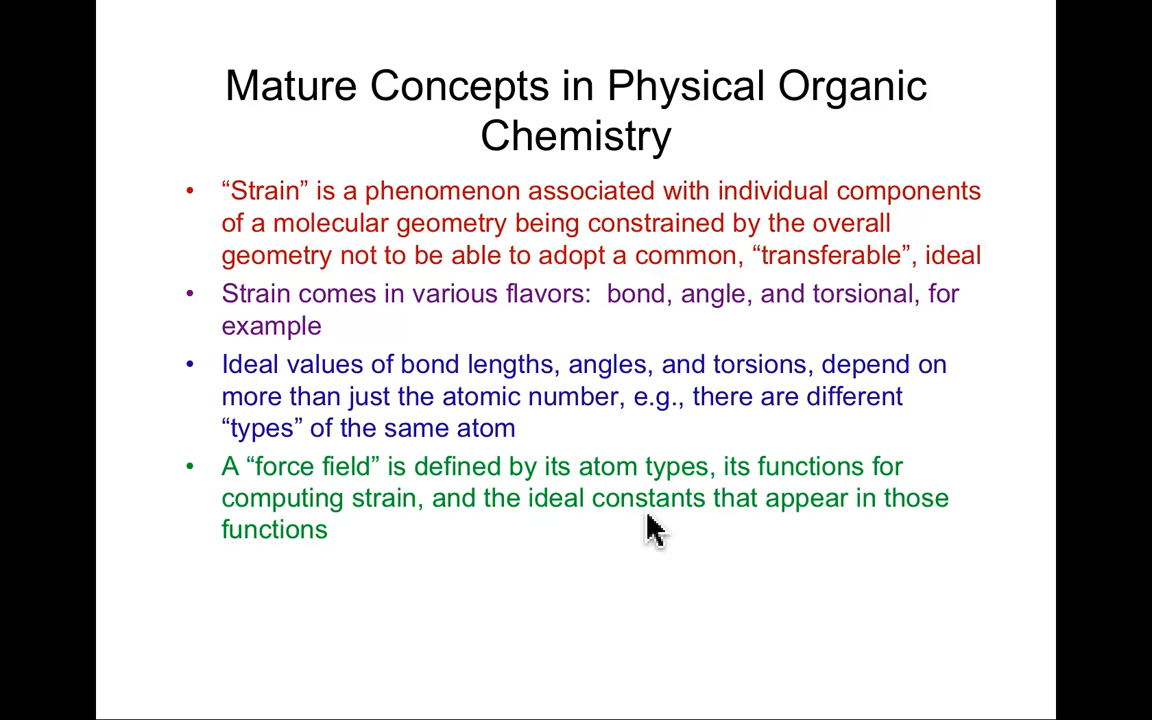 Mature Concepts in Physical Organic
Chemistry
• “Strain” is a phenomenon associated with individual components
of a molecular geometry being constrained by the overall
geometry not to be able to adopt a common, “transferable”, ideal
• Strain comes in various flavors:  bond, angle, and torsional, for
example
• Ideal values of bond lengths, angles, and torsions, depend on
more than just the atomic number, e.g., there are different
“types” of the same atom
• A “force field” is defined by its atom types, its functions for
computing strain, and the ideal constants that appear in those
functions